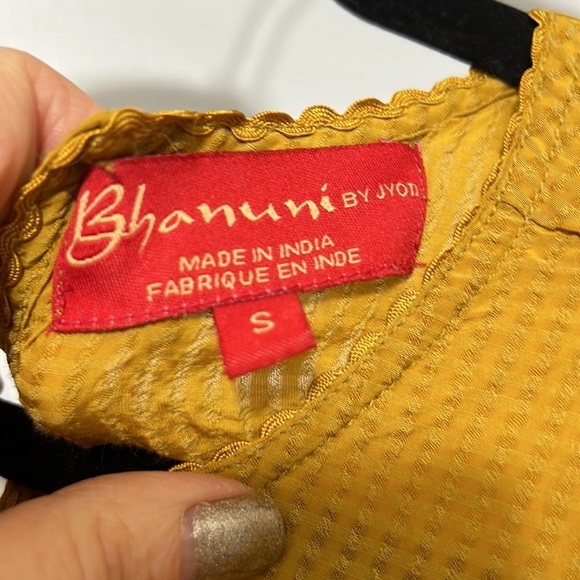 Bhanuni BY JYOTI
MADE IN INDIA
FABRIQUE EN INDE
S